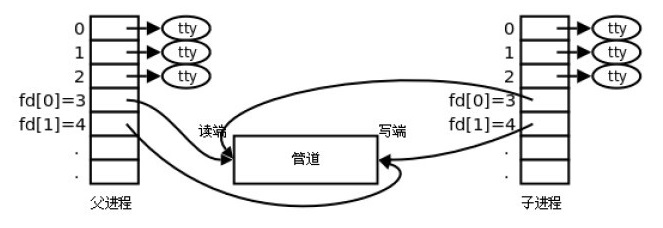 0 tty 0 tty
1 tty 1 tty
2 tty 2 tty
fd[0]=3 fd[0]=3
fd[1]=4 读端 写端 fd[1]=4
. 管道 .
. .
父进程 子进程